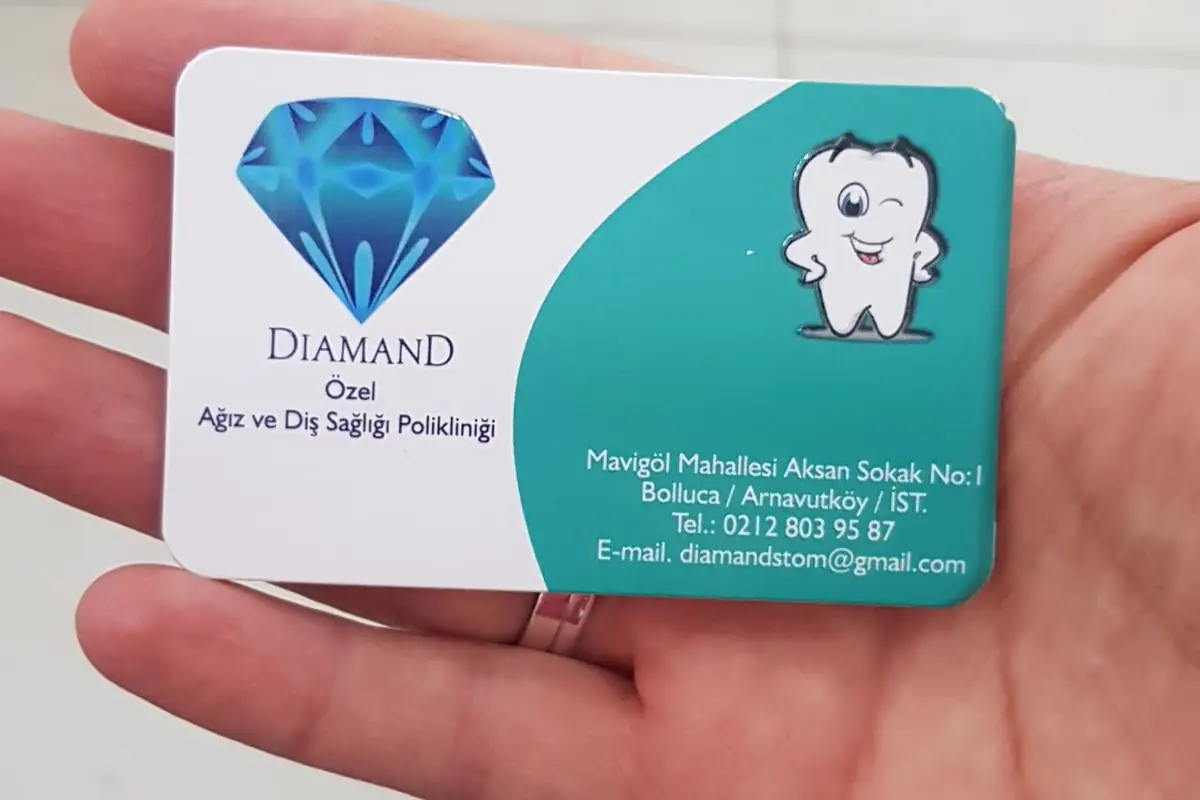 DIAMAND
Özel
Ağız ve Diş Sağlığı Polikliniği
Mavigöl Mahallesi Aksan Sokak No:1
Bolluca / Arnavutköy / İST.
Tel.: 0212 803 95 87
E-mail. diamandstom@gmail.com